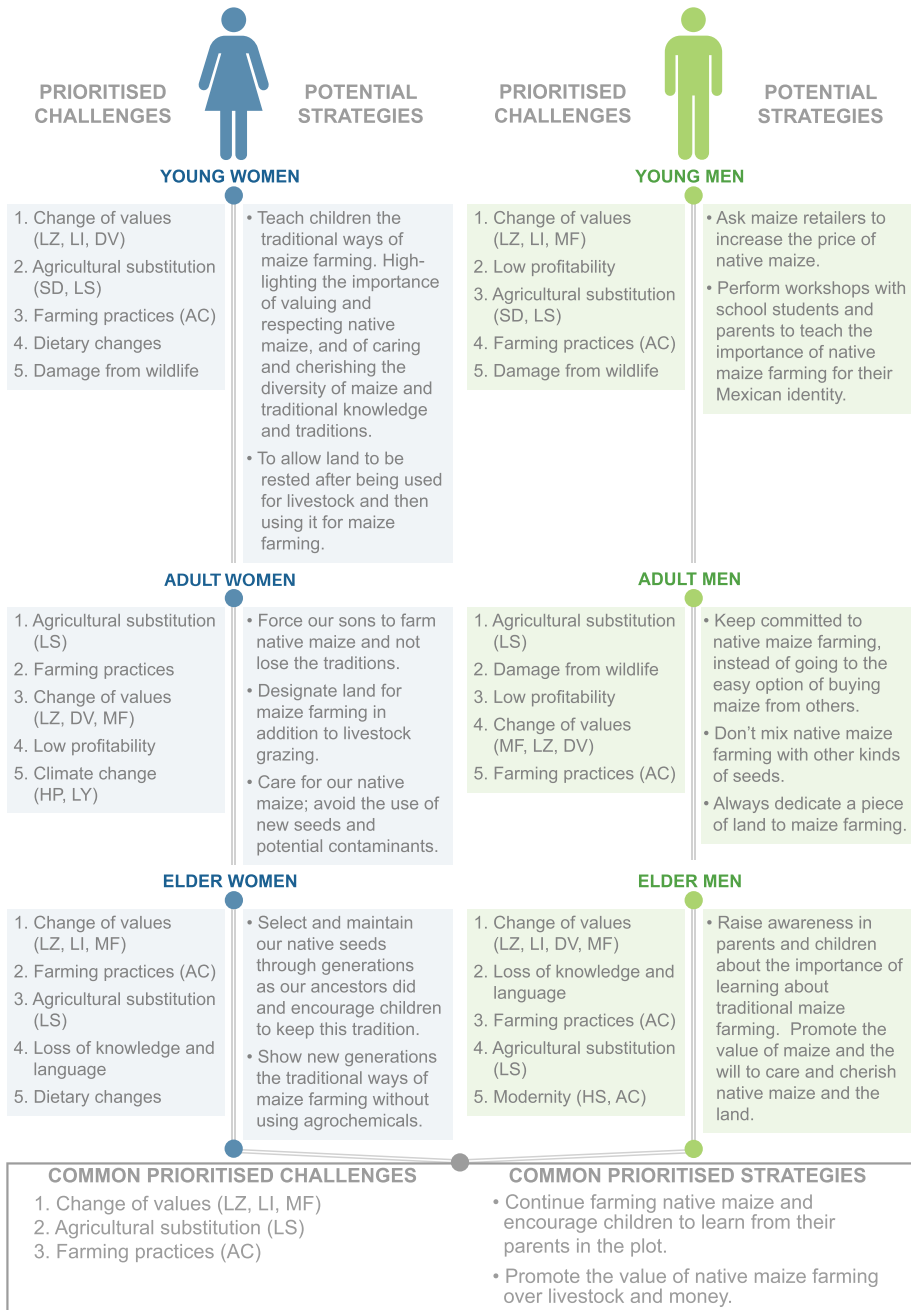 PRIORITISED
CHALLENGES
POTENTIAL
STRATEGIES
YOUNG WOMEN
1. Change of values
(LZ, LI, DV)
2. Agricultural substitution
(SD, LS)
3. Farming practices (AC)
4. Dietary changes
5. Damage from wildlife
• Teach children the
traditional ways of
maize farming. High-
lighting the importance
of valuing and
respecting native
maize, and of caring
and cherishing the
diversity of maize and
traditional knowledge
and traditions.
• To allow land to be
rested after being used
for livestock and then
using it for maize
farming.
ADULT WOMEN
1. Agricultural substitution
(LS)
2. Farming practices
3. Change of values
(LZ, DV, MF)
4. Low profitability
5. Climate change
(HP, LY)
• Force our sons to farm
native maize and not
lose the traditions.
• Designate land for
maize farming in
addition to livestock
grazing.
• Care for our native
maize; avoid the use of
new seeds and
potential contaminants.
ELDER WOMEN
1. Change of values
(LZ, LI, MF)
2. Farming practices (AC)
3. Agricultural substitution
(LS)
4. Loss of knowledge and
language
5. Dietary changes
• Select and maintain
our native seeds
through generations
as our ancestors did
and encourage children
to keep this tradition.
• Show new generations
the traditional ways of
maize farming without
using agrochemicals.
PRIORITISED
CHALLENGES
POTENTIAL
STRATEGIES
YOUNG MEN
1. Change of values
(LZ, LI, MF)
2. Low profitability
3. Agricultural substitution
(SD, LS)
4. Farming practices (AC)
5. Damage from wildlife
• Ask maize retailers to
increase the price of
native maize.
• Perform workshops with
school students and
parents to teach the
importance of native
maize farming for their
Mexican identity.
ADULT MEN
1. Agricultural substitution
(LS)
2. Damage from wildlife
3. Low profitability
4. Change of values
(MF, LZ, DV)
5. Farming practices (AC)
• Keep committed to
native maize farming,
instead of going to the
easy option of buying
maize from others.
• Don't mix native maize
farming with other kinds
of seeds.
• Always dedicate a piece
of land to maize farming.
ELDER MEN
1. Change of values
(LZ, LI, DV, MF)
2. Loss of knowledge and
language
3. Farming practices (AC)
4. Agricultural substitution
(LS)
5. Modernity (HS, AC)
• Raise awareness in
parents and children
about the importance of
learning about
traditional maize
farming. Promote the
value of maize and the
will to care and cherish
native maize and the
land.
COMMON PRIORITISED CHALLENGES
1. Change of values (LZ, LI, MF)
2. Agricultural substitution (LS)
3. Farming practices (AC)
COMMON PRIORITISED STRATEGIES
• Continue farming native maize and
encourage children to learn from their
parents in the plot.
• Promote the value of native maize farming
over livestock and money.